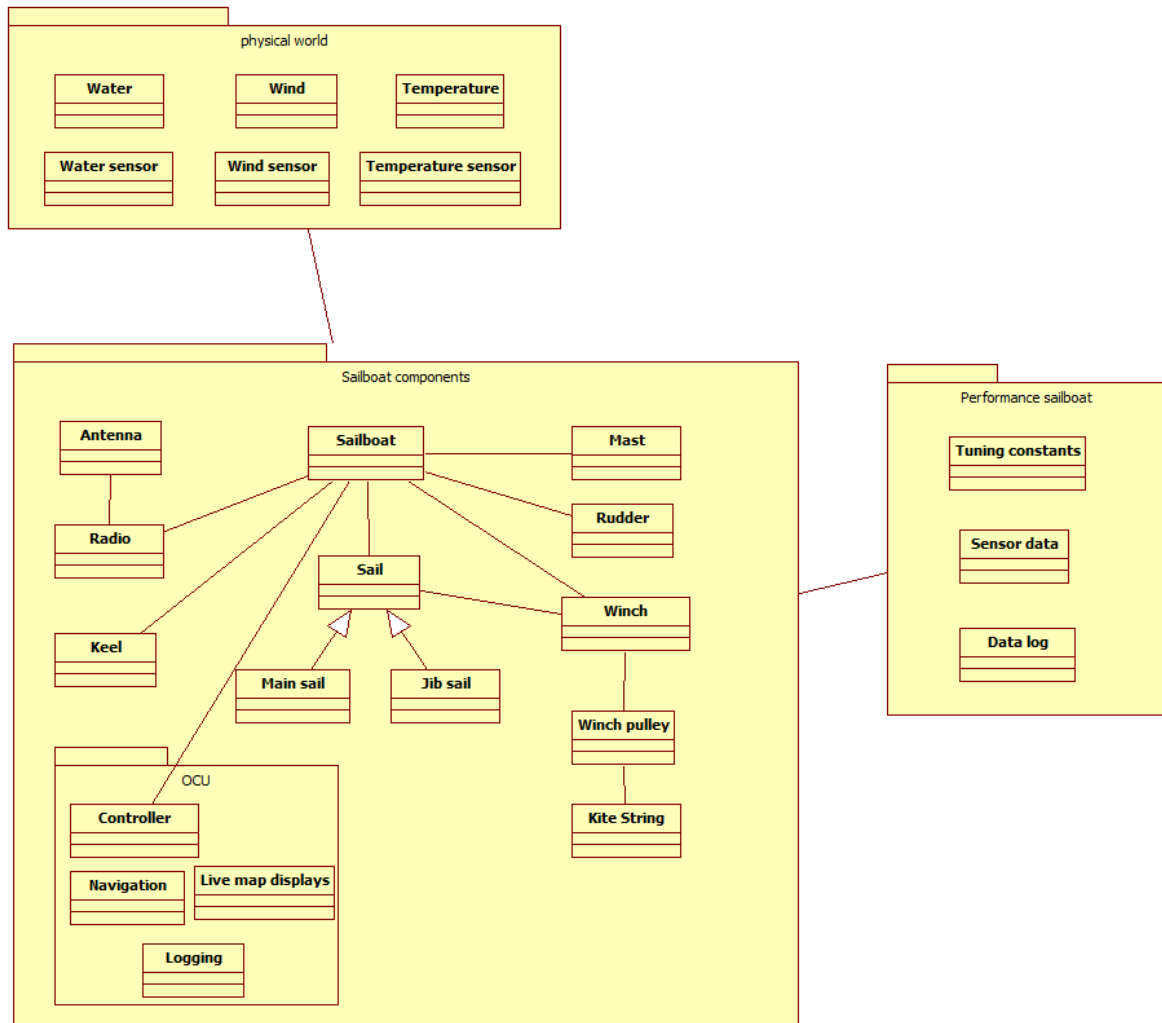 physical world
Water
Wind
Temperature
Water sensor
Wind sensor
Temperature sensor
Sailboat components
Antenna
Sailboat
Mast
Radio
Rudder
Sail
Winch
Keel
Main sail
Jib sail
Winch pulley
OCU
Controller
Kite String
Navigation
Live map displays
Logging
Performance sailboat
Tuning constants
Sensor data
Data log